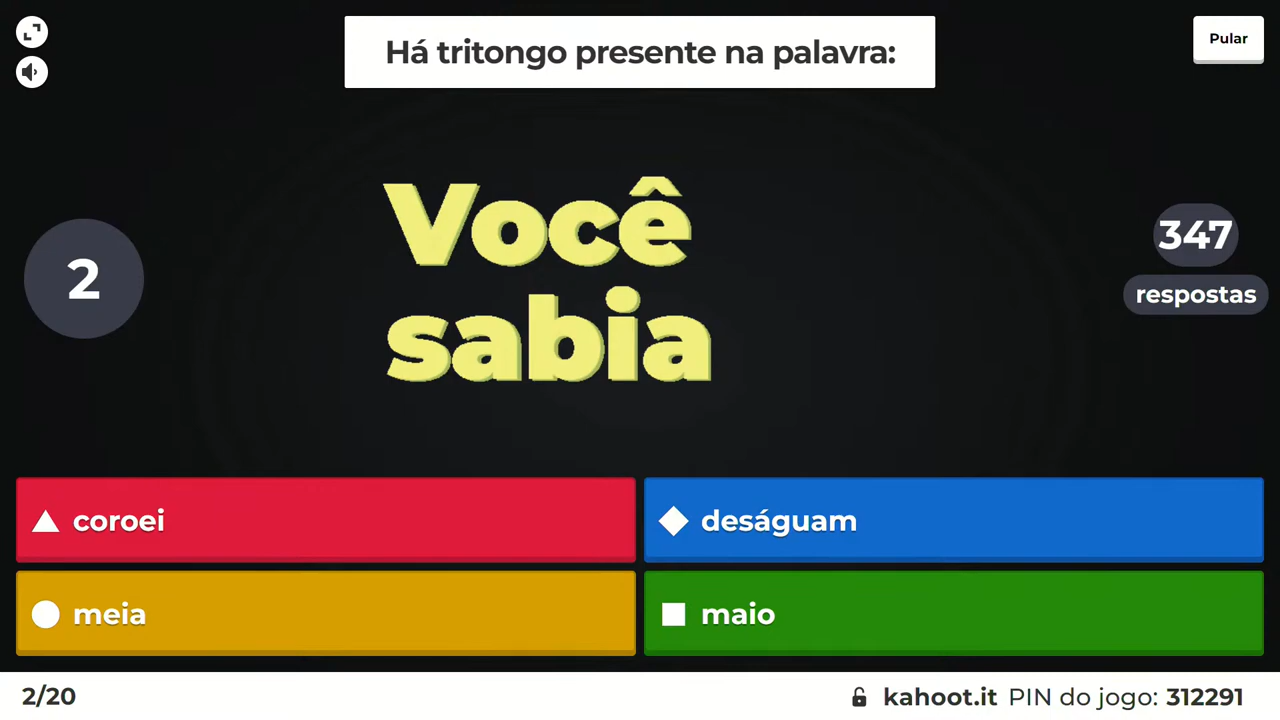 Há tritongo presente na palavra:
Pular
Você
sabia
2
347
respostas
coroei
deságuam
meia
maio
2/20
kahoot.it PIN do jogo: 312291